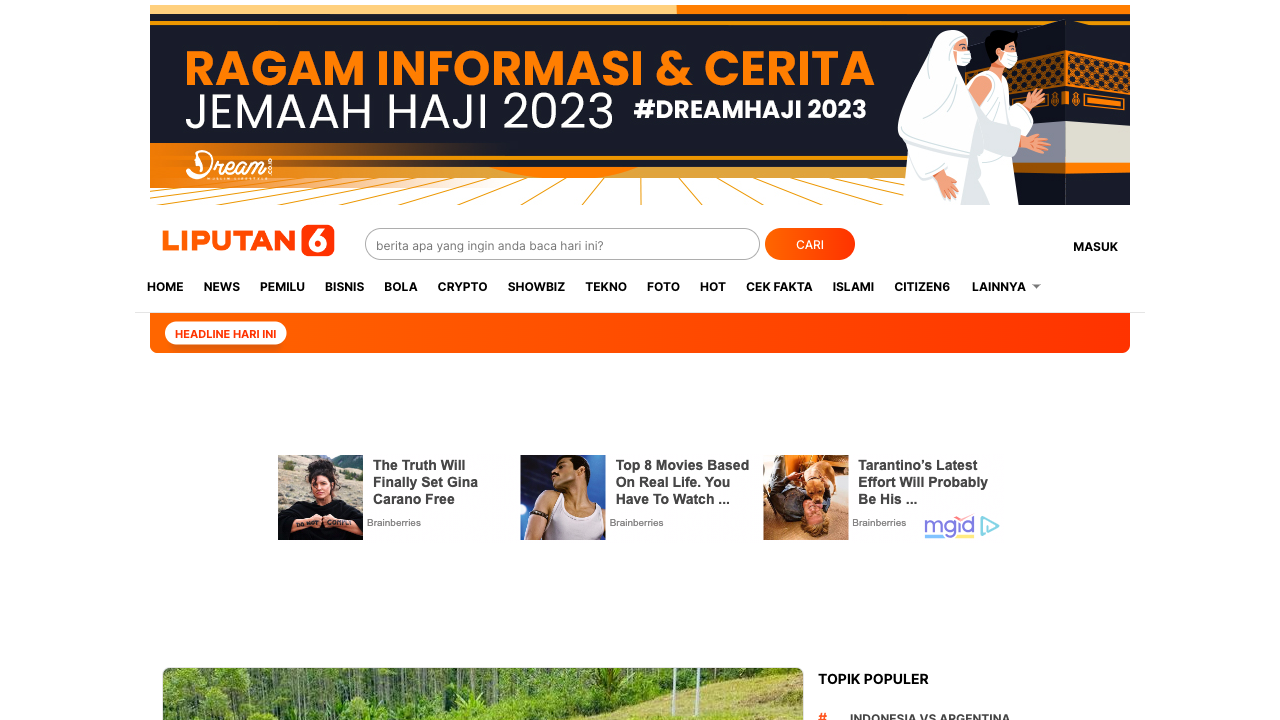 RAGAM INFORMASI & CERITA
JEMAAH HAJI 2023 #DREAMHAJI 2023
Dream.co.id
MUSLIM LIFESTYLE
LIPUTAN 6
berita apa yang ingin anda baca hari ini?
CARI
MASUK
HOME NEWS PEMILU BISNIS BOLA CRYPTO SHOWBIZ TEKNO FOTO HOT CEK FAKTA ISLAMI CITIZEN6 LAINNYA
HEADLINE HARI INI
The Truth Will
Finally Set Gina
Carano Free
Brainberries
DO NOT COMPLY
Top 8 Movies Based
On Real Life. You
Have To Watch ...
Brainberries
Tarantino's Latest
Effort Will Probably
Be His ...
Brainberries
mgid
TOPIK POPULER
# INDONESIA VS ARGENTINA